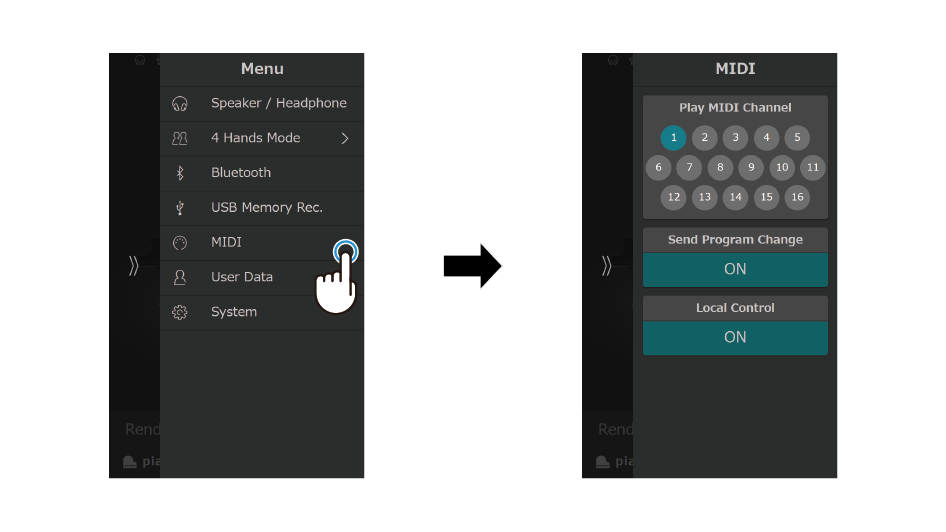 Menu
Speaker / Headphone
4 Hands Mode
Bluetooth
USB Memory Rec.
MIDI
User Data
System
Rend
pia
MIDI
Play MIDI Channel
1 2 3 4 5
6 7 8 9 10 11
12 13 14 15 16
Send Program Change
ON
Local Control
ON
Rend
pia